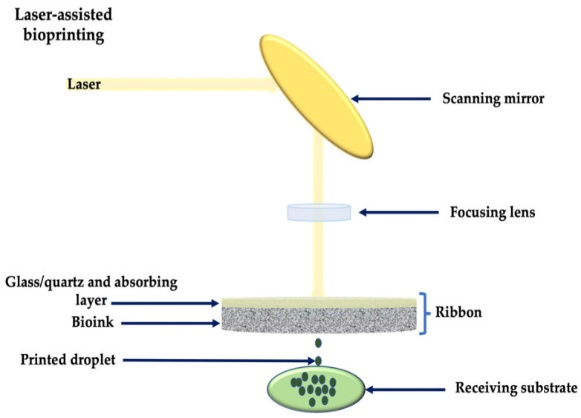 Laser-assisted
bioprinting
Laser
Scanning mirror
Focusing lens
Glass/quartz and absorbing
layer
Bioink
Ribbon
Printed droplet
Receiving substrate